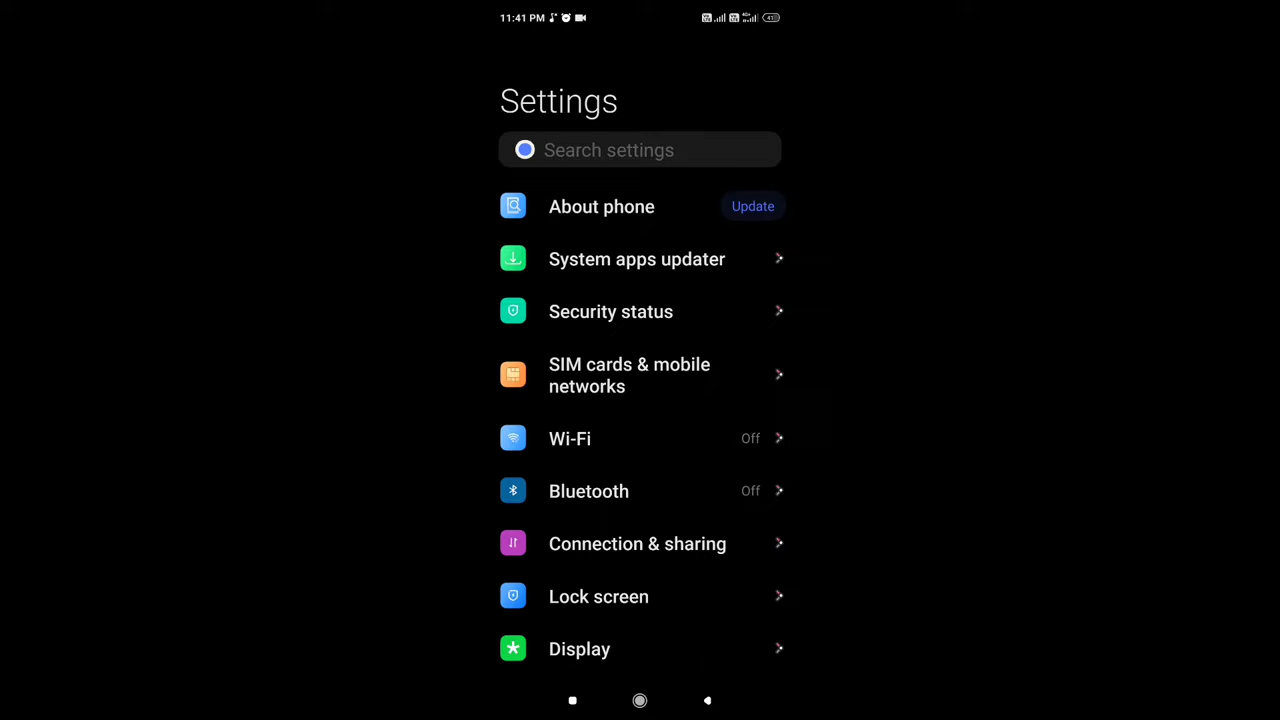 11:41 PM
41
Settings
Search settings
About phone
Update
System apps updater
Security status
SIM cards & mobile
networks
Wi-Fi
Off
Bluetooth
Off
Connection & sharing
Lock screen
Display